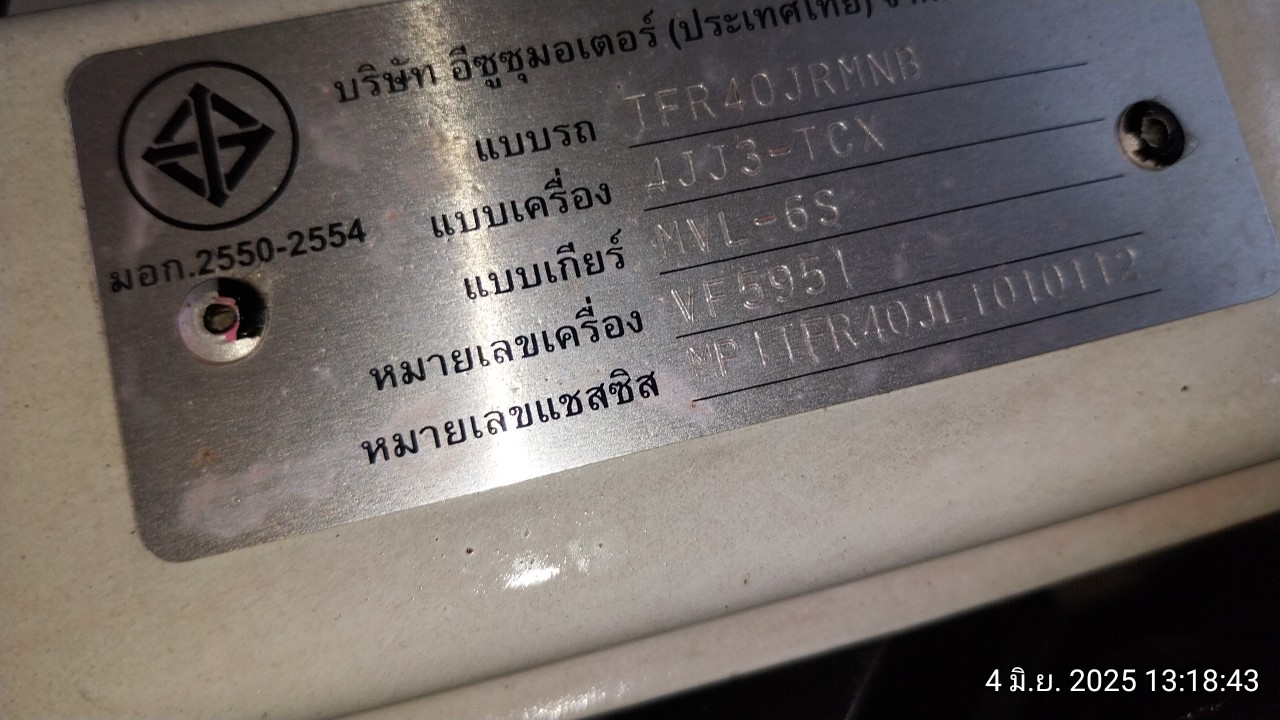 บริษัท อีซูซุมอเตอร์ (ประเทศไทย)
แบบรถ TFR40JRMNB
แบบเครื่อง 4JJ3-TCX
แบบเกียร์ MVL-6S
หมายเลขเครื่อง VF5951
หมายเลขแชสซิส MP1TFR40JL1010112
มอก.2550-2554
4 มิ.ย. 2025 13:18:43